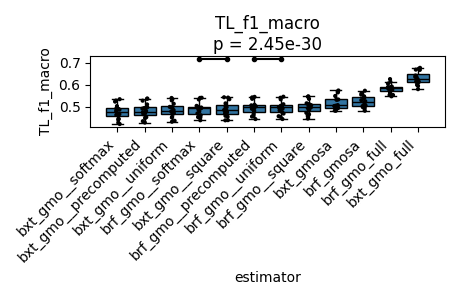 TL_f1_macro
p = 2.45e-30
TL_f1_macro
0.7
0.6
0.5
bxt_gmo__softmax
bxt_gmo__precomputed
bxt_gmo__uniform
brf_gmo__softmax
bxt_gmo__square
brf_gmo__precomputed
brf_gmo__uniform
brf_gmo__square
bxt_gmosa
brf_gmosa
brf_gmo_full
bxt_gmo_full
estimator